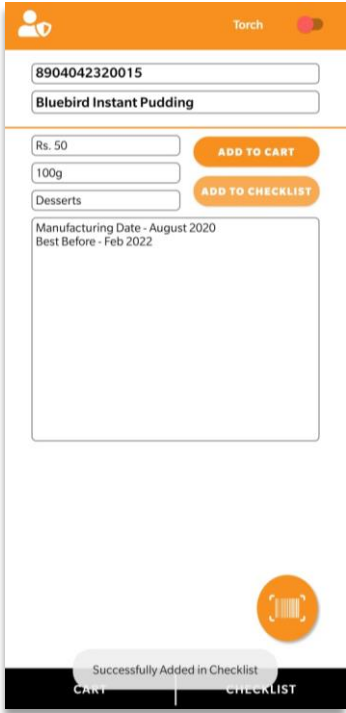 Torch
8904042320015
Bluebird Instant Pudding
Rs. 50
ADD TO CART
100g
ADD TO CHECKLIST
Desserts
Manufacturing Date - August 2020
Best Before - Feb 2022
Successfully Added in Checklist
CART
CHECKLIST